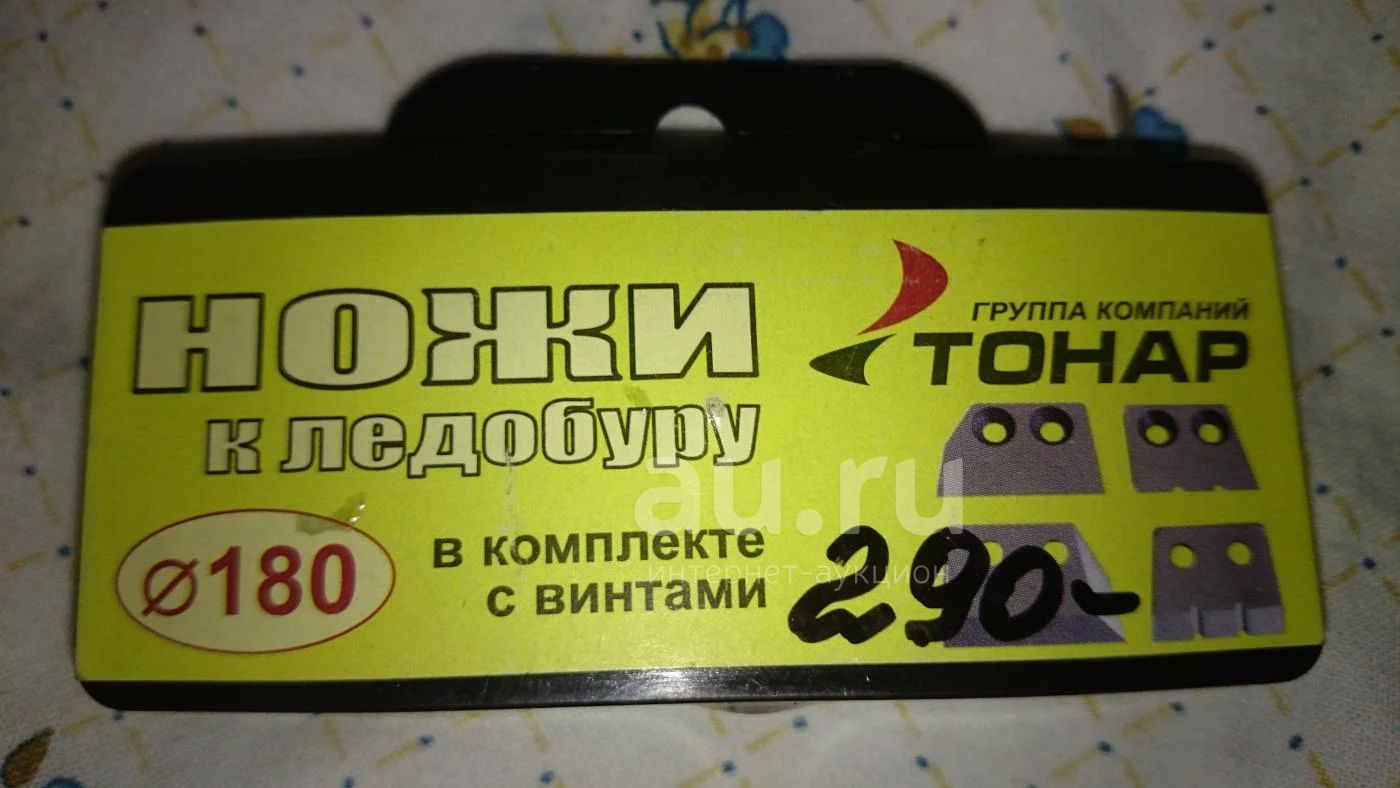 НОЖИ
к ледобуру
⌀180
в комплекте
с винтами
ГРУППА КОМПАНИЙ
ТОНАР
290-
au.ru
интернет-аукцион